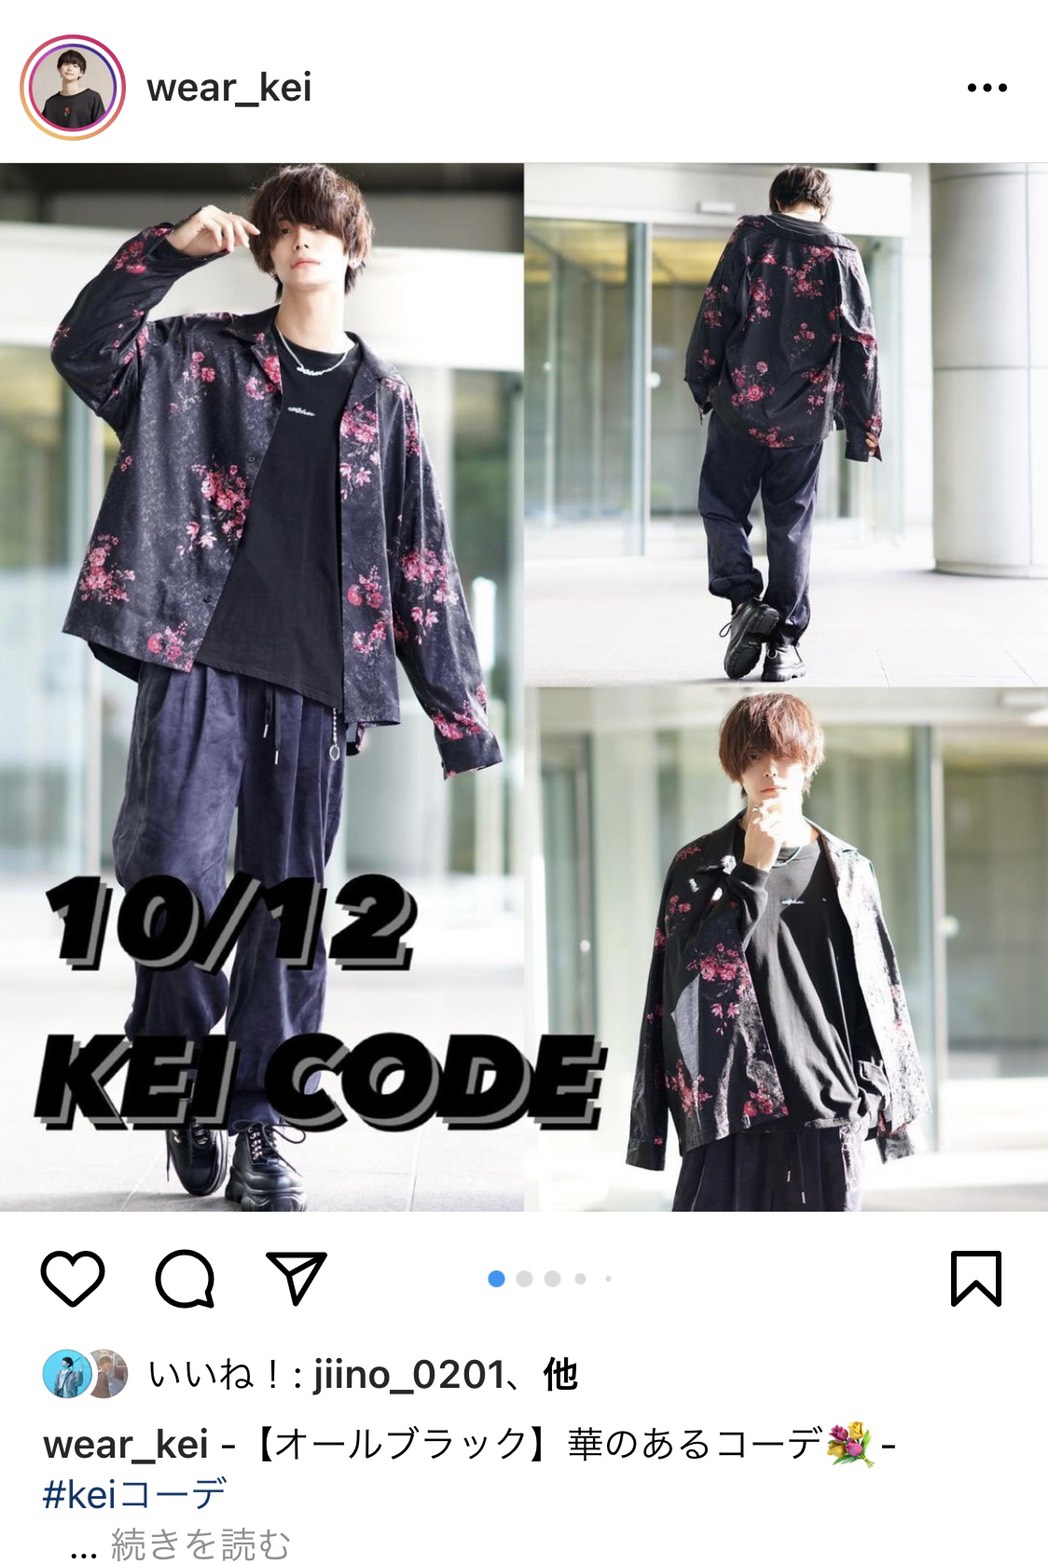 wear_kei
10/12
KEI CODE
いいね！: jiino_0201、他
wear_kei -【オールブラック】華のあるコーデ💐 -
#keiコーデ
... 続きを読む